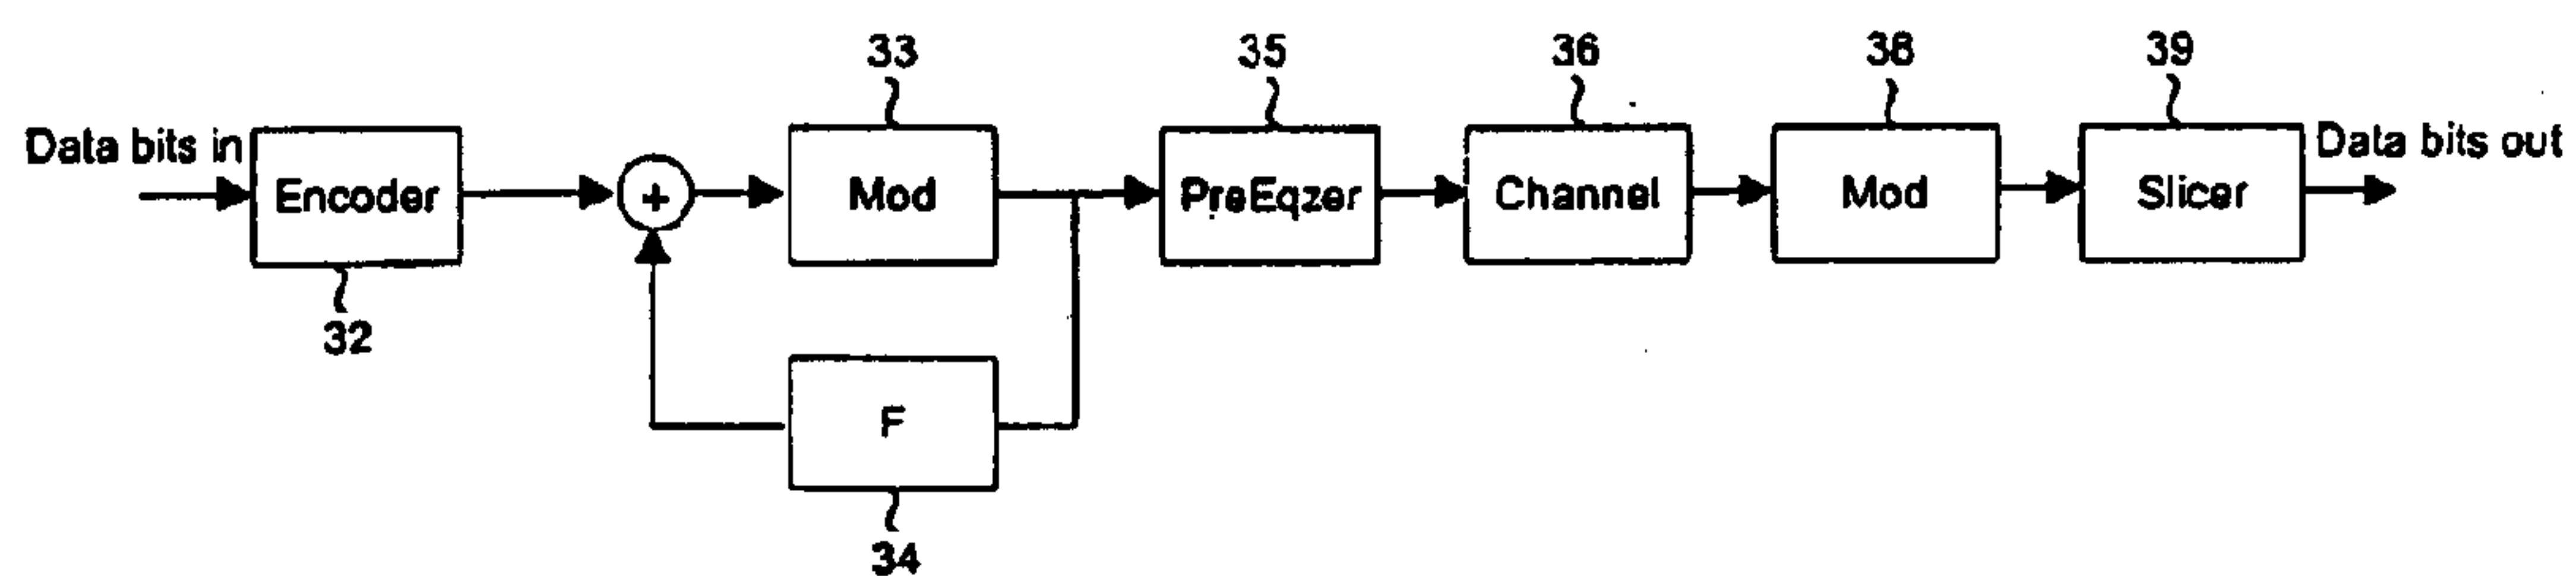 33 35 36 38 39
Data bits in Encoder + Mod PreEqzer Channel Mod Slicer Data bits out
32
F
34